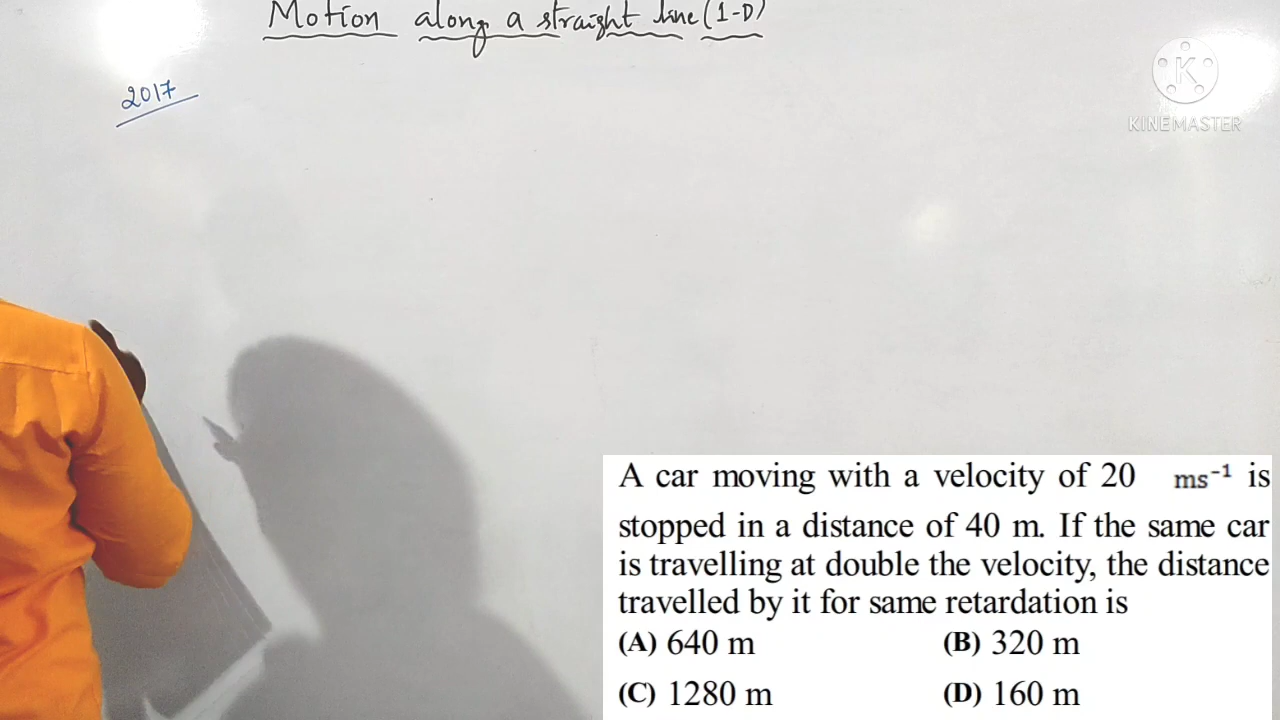 Motion along a straight line (1-D)
2017
KINEMASTER
A car moving with a velocity of 20 ms⁻¹ is
stopped in a distance of 40 m. If the same car
is travelling at double the velocity, the distance
travelled by it for same retardation is
(A) 640 m (B) 320 m
(C) 1280 m (D) 160 m